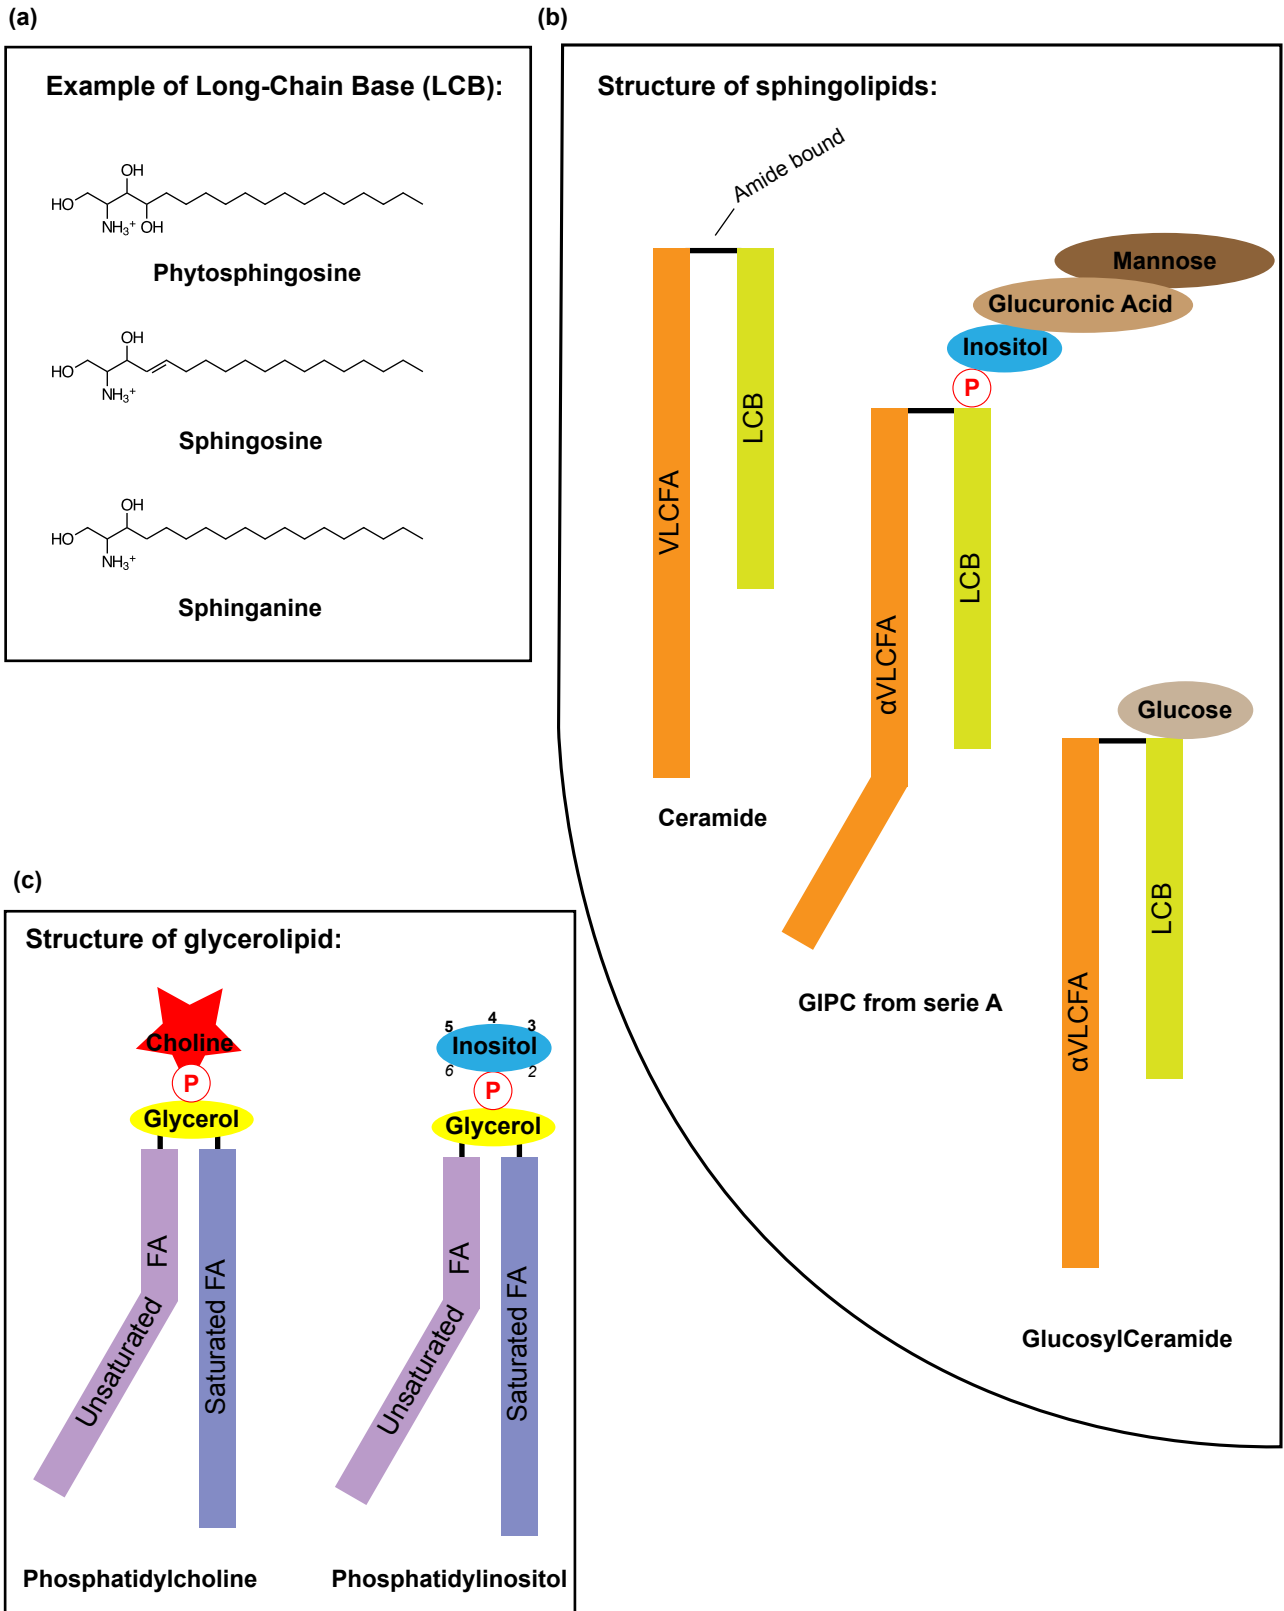 (a)
Example of Long-Chain Base (LCB):
OH
HO
NH₃⁺ OH
Phytosphingosine
OH
HO
NH₃⁺
Sphingosine
OH
HO
NH₃⁺
Sphinganine
(b)
Structure of sphingolipids:
Amide bound
VLCFA
LCB
Ceramide
Mannose
Glucuronic Acid
Inositol
P
αVLCFA
LCB
GIPC from serie A
Glucose
αVLCFA
LCB
GlucosylCeramide
(c)
Structure of glycerolipid:
Choline
P
Glycerol
Unsaturated FA
Saturated FA
Phosphatidylcholine
5 4 3
Inositol
6 2
P
Glycerol
Unsaturated FA
Saturated FA
Phosphatidylinositol